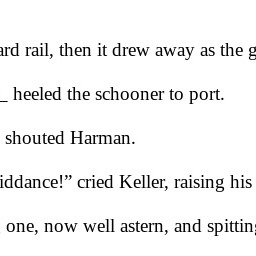 ard rail, then it drew away as the g
_ heeled the schooner to port.
shouted Harman.
iddance!” cried Keller, raising his
one, now well astern, and spitting